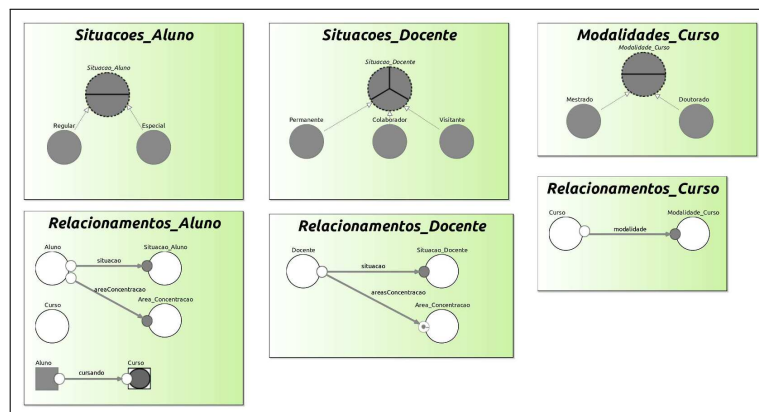 Situacoes_Aluno
Situacao_Aluno
Regular
Especial
Situacoes_Docente
Situacao_Docente
Permanente
Colaborador
Visitante
Modalidades_Curso
Modalidade_Curso
Mestrado
Doutorado
Relacionamentos_Aluno
Aluno
Situacao_Aluno
situacao
areaConcentracao
Area_Concentracao
Curso
Aluno
Curso
cursando
Relacionamentos_Docente
Docente
Situacao_Docente
situacao
areasConcentracao
Area_Concentracao
Relacionamentos_Curso
Curso
Modalidade_Curso
modalidade